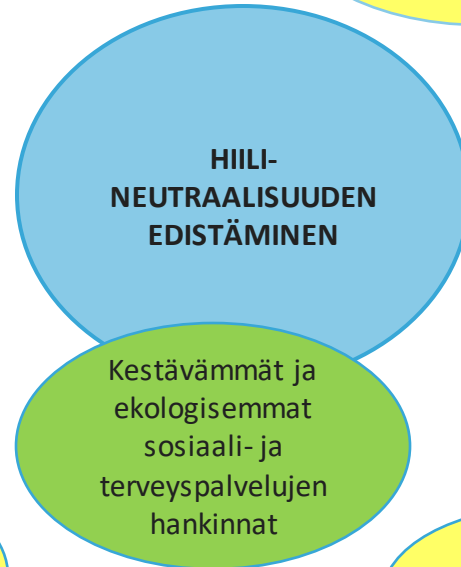 HIILI-
NEUTRAALISUUDEN
EDISTÄMINEN
Kestävämmät ja
ekologisemmat
sosiaali- ja
terveyspalvelujen
hankinnat